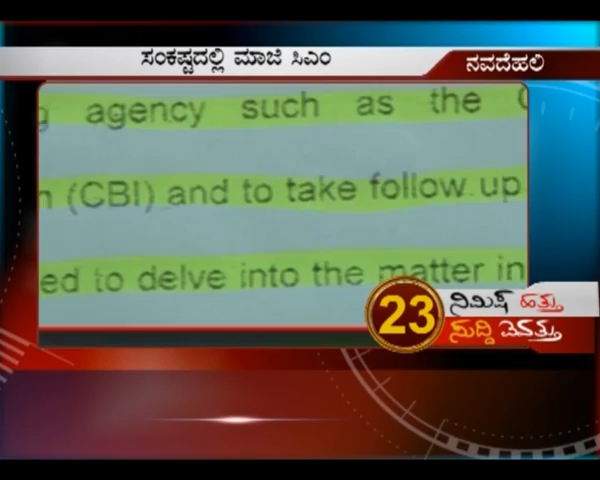 ಸಂಕಷ್ಟದಲ್ಲಿ ಮಾಜಿ ಸಿಎಂ
ನವದೆಹಲಿ
agency such as the
(CBI) and to take follow up
ed to delve into the matter in
23
ನಿಮಿಷ ಹತ್ತು
ಸುದ್ದಿ ಐವತ್ತು